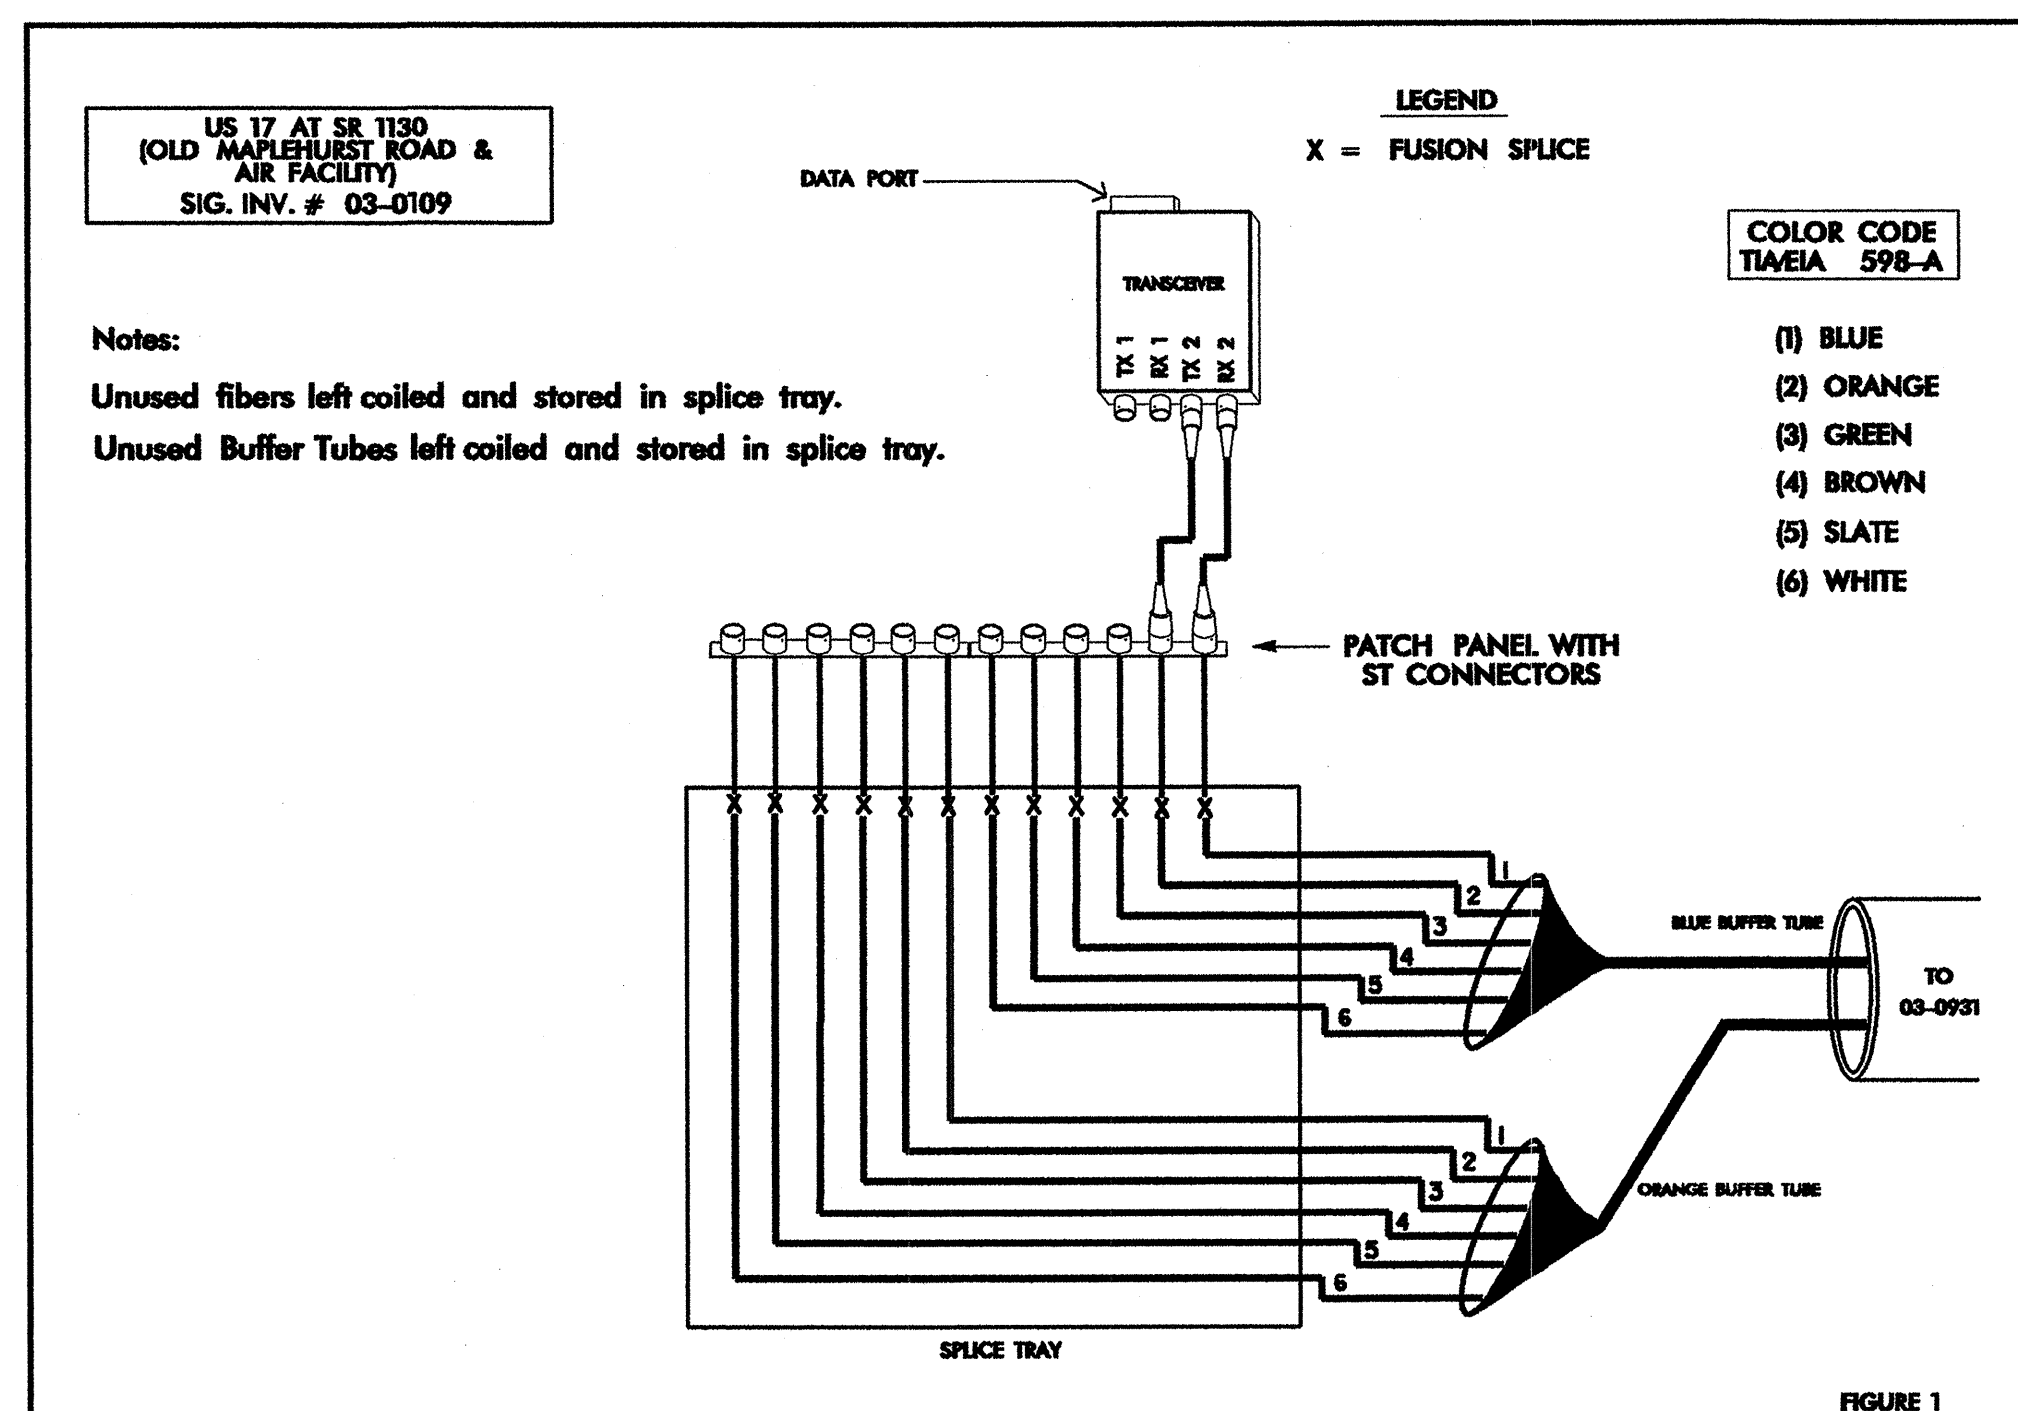 US 17 AT SR 1130
(OLD MAPLEHURST ROAD &
AIR FACILITY)
SIG. INV. # 03-0109
LEGEND
X = FUSION SPLICE
DATA PORT
TRANSCEIVER
TX 1
RX 1
TX 2
RX 2
COLOR CODE
TIA/EIA 598-A
(1) BLUE
(2) ORANGE
(3) GREEN
(4) BROWN
(5) SLATE
(6) WHITE
Notes:
Unused fibers left coiled and stored in splice tray.
Unused Buffer Tubes left coiled and stored in splice tray.
PATCH PANEL WITH
ST CONNECTORS
X X X X X X X X X X X X
1
2
3
4
5
6
BLUE BUFFER TUBE
TO
03-0931
1
2
3
4
5
6
ORANGE BUFFER TUBE
SPLICE TRAY
FIGURE 1